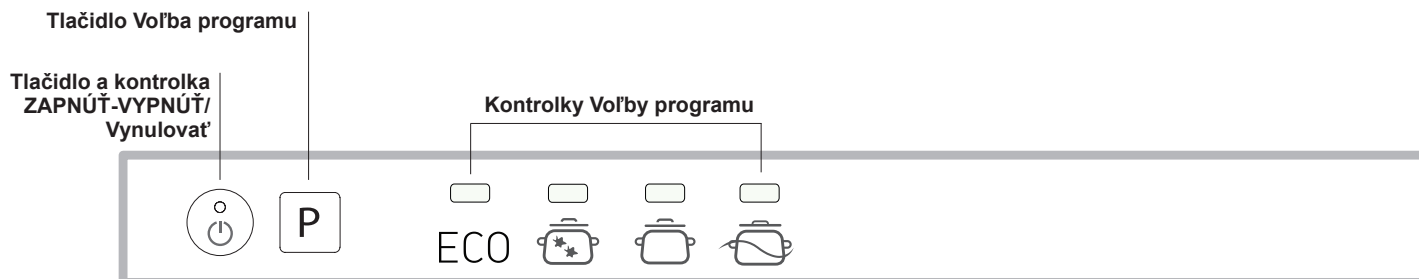 Tlačidlo Voľba programu
Tlačidlo a kontrolka
ZAPNÚŤ-VYPNÚŤ/
Vynulovať
Kontrolky Voľby programu
P
ECO